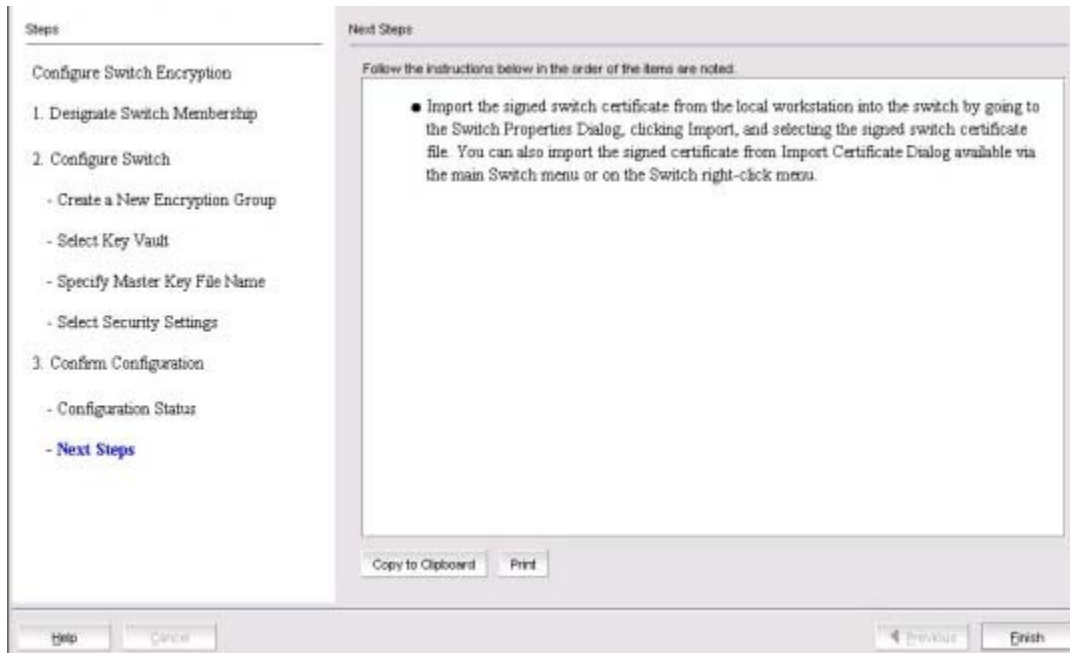 Steps
Configure Switch Encryption
1. Designate Switch Membership
2. Configure Switch
- Create a New Encryption Group
- Select Key Vault
- Specify Master Key File Name
- Select Security Settings
3. Confirm Configuration
- Configuration Status
- Next Steps
Next Steps
Follow the instructions below in the order of the items are noted.
● Import the signed switch certificate from the local workstation into the switch by going to
the Switch Properties Dialog, clicking Import, and selecting the signed switch certificate
file. You can also import the signed certificate from Import Certificate Dialog available via
the main Switch menu or on the Switch right-click menu.
Copy to Clipboard Print
Help Cancel Previous Finish